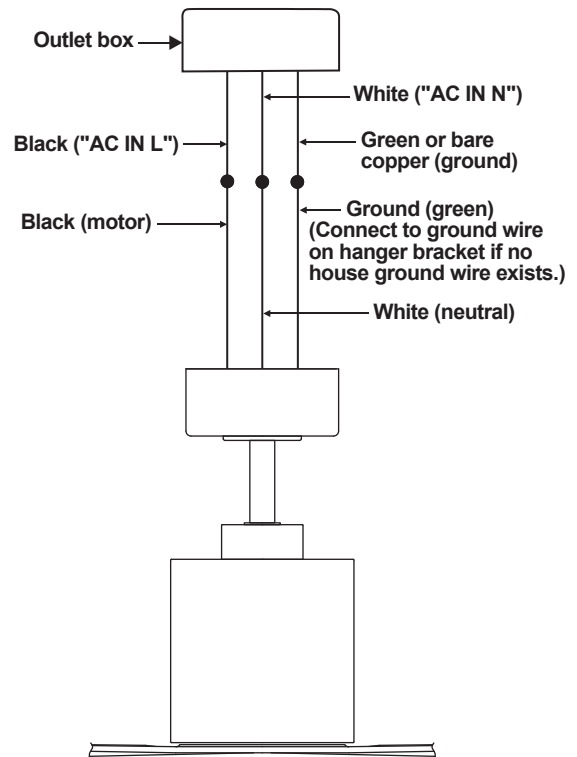 Outlet box
White ("AC IN N")
Black ("AC IN L")
Green or bare
copper (ground)
Black (motor)
Ground (green)
(Connect to ground wire
on hanger bracket if no
house ground wire exists.)
White (neutral)